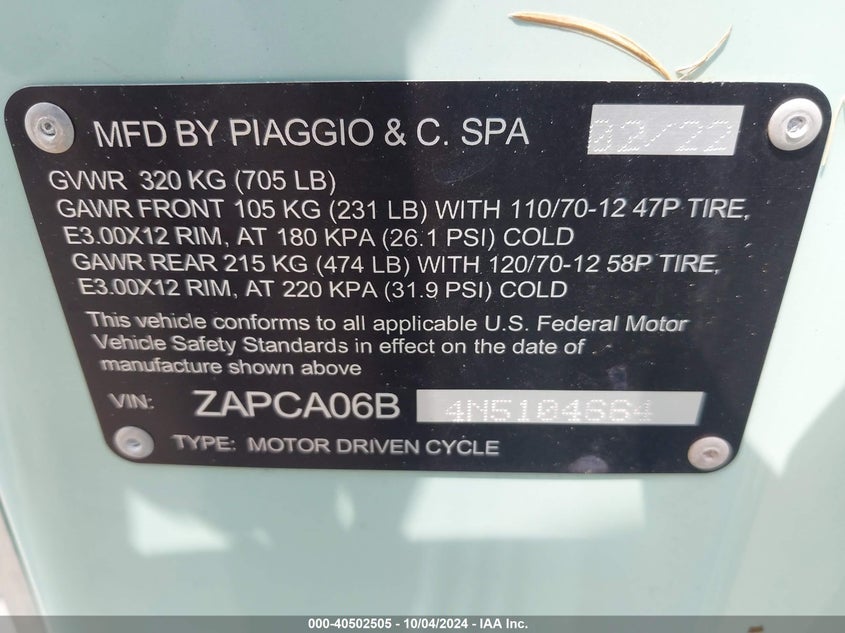 MFD BY PIAGGIO & C. SPA 02/22
GVWR 320 KG (705 LB)
GAWR FRONT 105 KG (231 LB) WITH 110/70-12 47P TIRE,
E3.00X12 RIM, AT 180 KPA (26.1 PSI) COLD
GAWR REAR 215 KG (474 LB) WITH 120/70-12 58P TIRE,
E3.00X12 RIM, AT 220 KPA (31.9 PSI) COLD
This vehicle conforms to all applicable U.S. Federal Motor
Vehicle Safety Standards in effect on the date of
manufacture shown above
VIN: ZAPCA06B 4N5104664
TYPE: MOTOR DRIVEN CYCLE
000-40502505 - 10/04/2024 - IAA Inc.